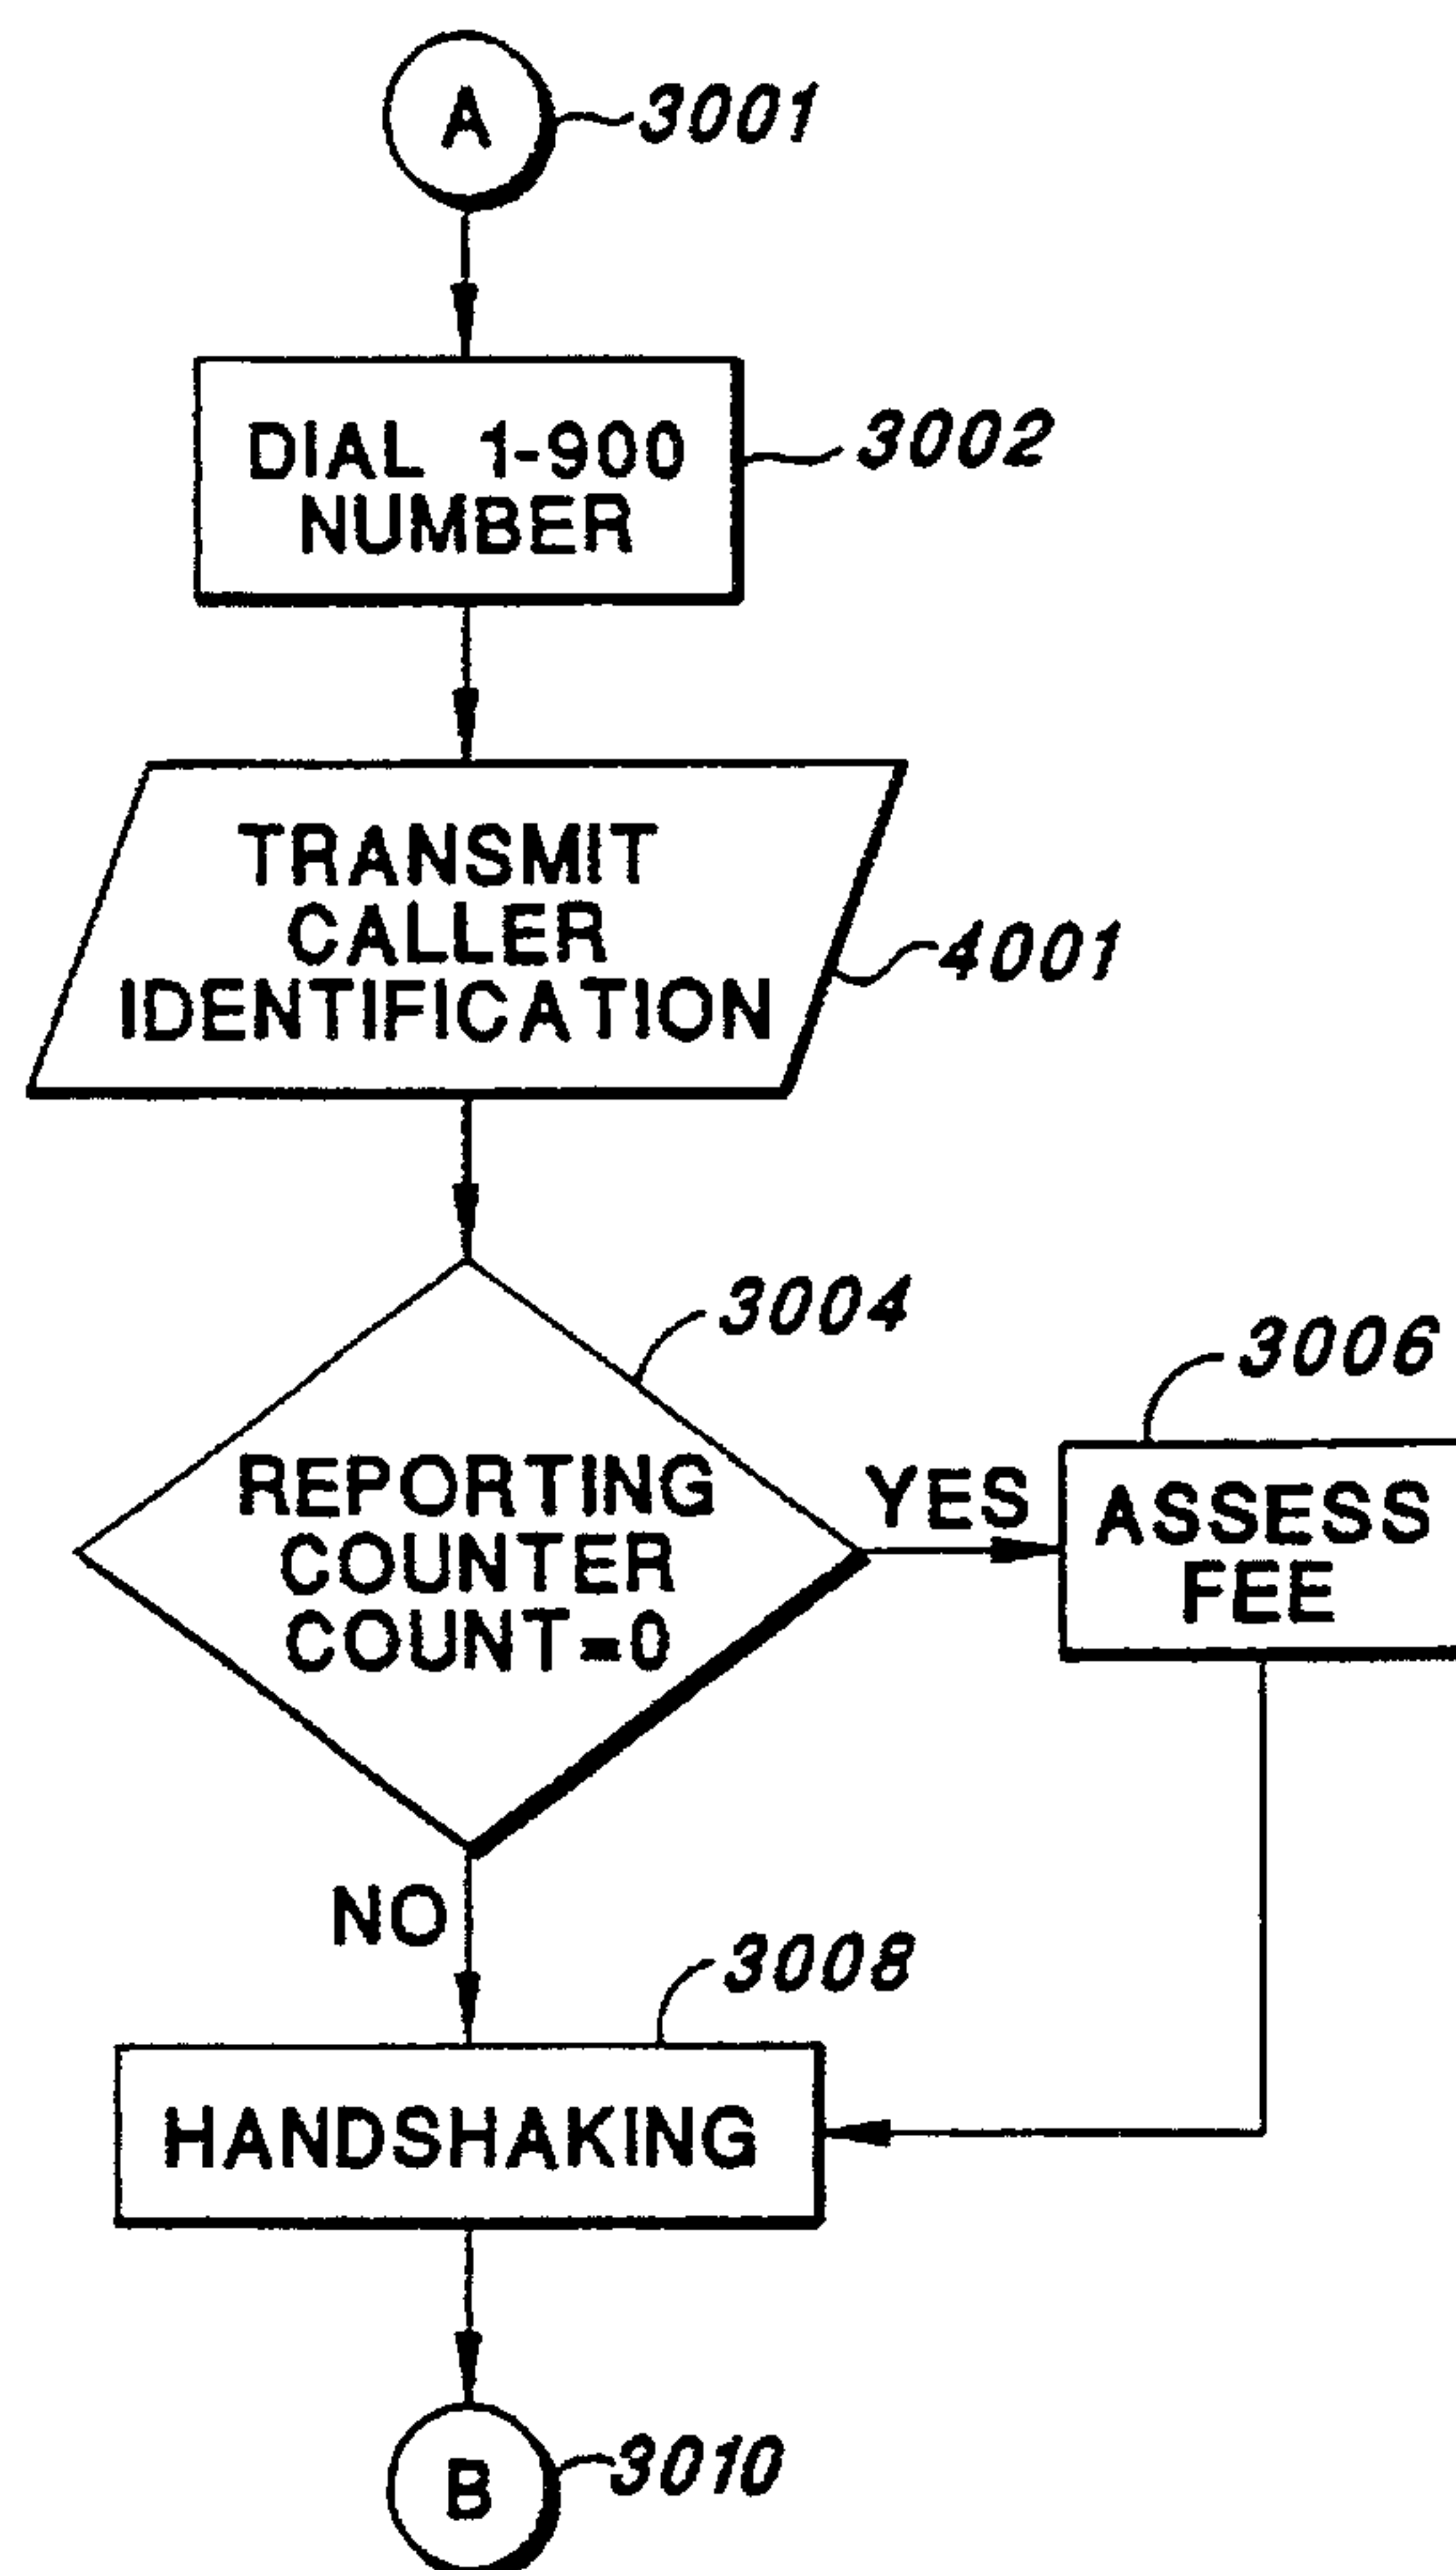 A
3001
DIAL 1-900
NUMBER
3002
TRANSMIT
CALLER
IDENTIFICATION
4001
3004
REPORTING
COUNTER
COUNT=0
YES
3006
ASSESS
FEE
NO
3008
HANDSHAKING
B
3010